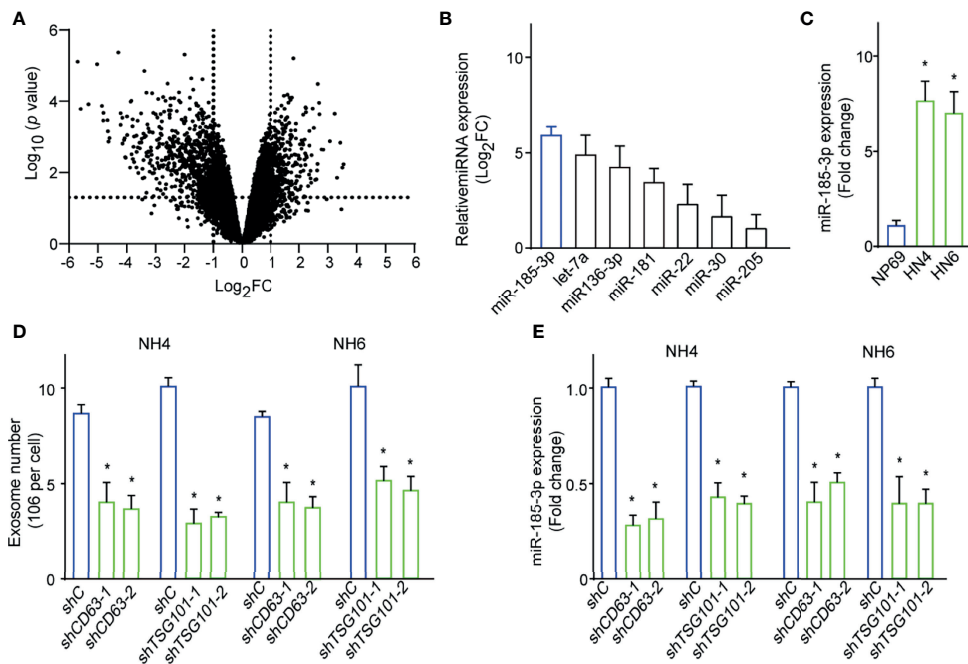 A
Log10 (p value)
6
4
2
0
-6 -5 -4 -3 -2 -1 0 1 2 3 4 5 6
Log2FC
B
RelativemiRNA expression
(Log2FC)
10
5
0
miR-185-3p
let-7a
miR136-3p
miR-181
miR-22
miR-30
miR-205
C
miR-185-3p expression
(Fold change)
10
5
0
* *
NP69
HN4
HN6
D
NH4 NH6
Exosome number
(106 per cell)
10
5
0
* * * * * * * *
shC
shCD63-1
shCD63-2
shC
shTSG101-1
shTSG101-2
shC
shCD63-1
shCD63-2
shC
shTSG101-1
shTSG101-2
E
NH4 NH6
miR-185-3p expression
(Fold change)
1.0
0.5
0
* * * * * * * *
shC
shCD63-1
shCD63-2
shC
shTSG101-1
shTSG101-2
shC
shCD63-1
shCD63-2
shC
shTSG101-1
shTSG101-2